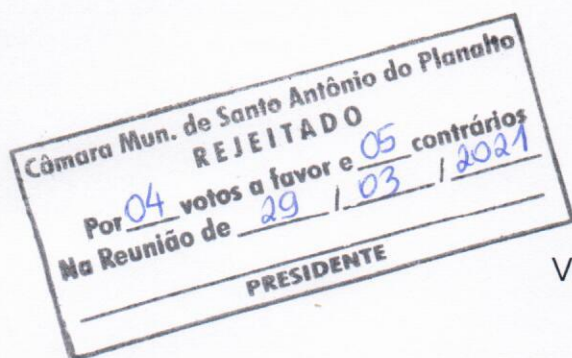 Câmara Mun. de Santo Antônio do Planalto
REJEITADO
Por 04 votos a favor e 05 contrários
Na Reunião de 29 / 03 / 2021
PRESIDENTE
V